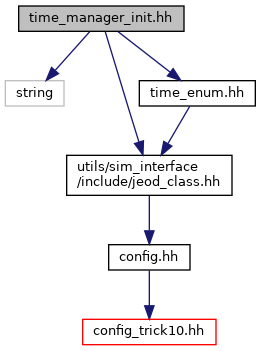 time_manager_init.hh
string
time_enum.hh
utils/sim_interface
/include/jeod_class.hh
config.hh
config_trick10.hh